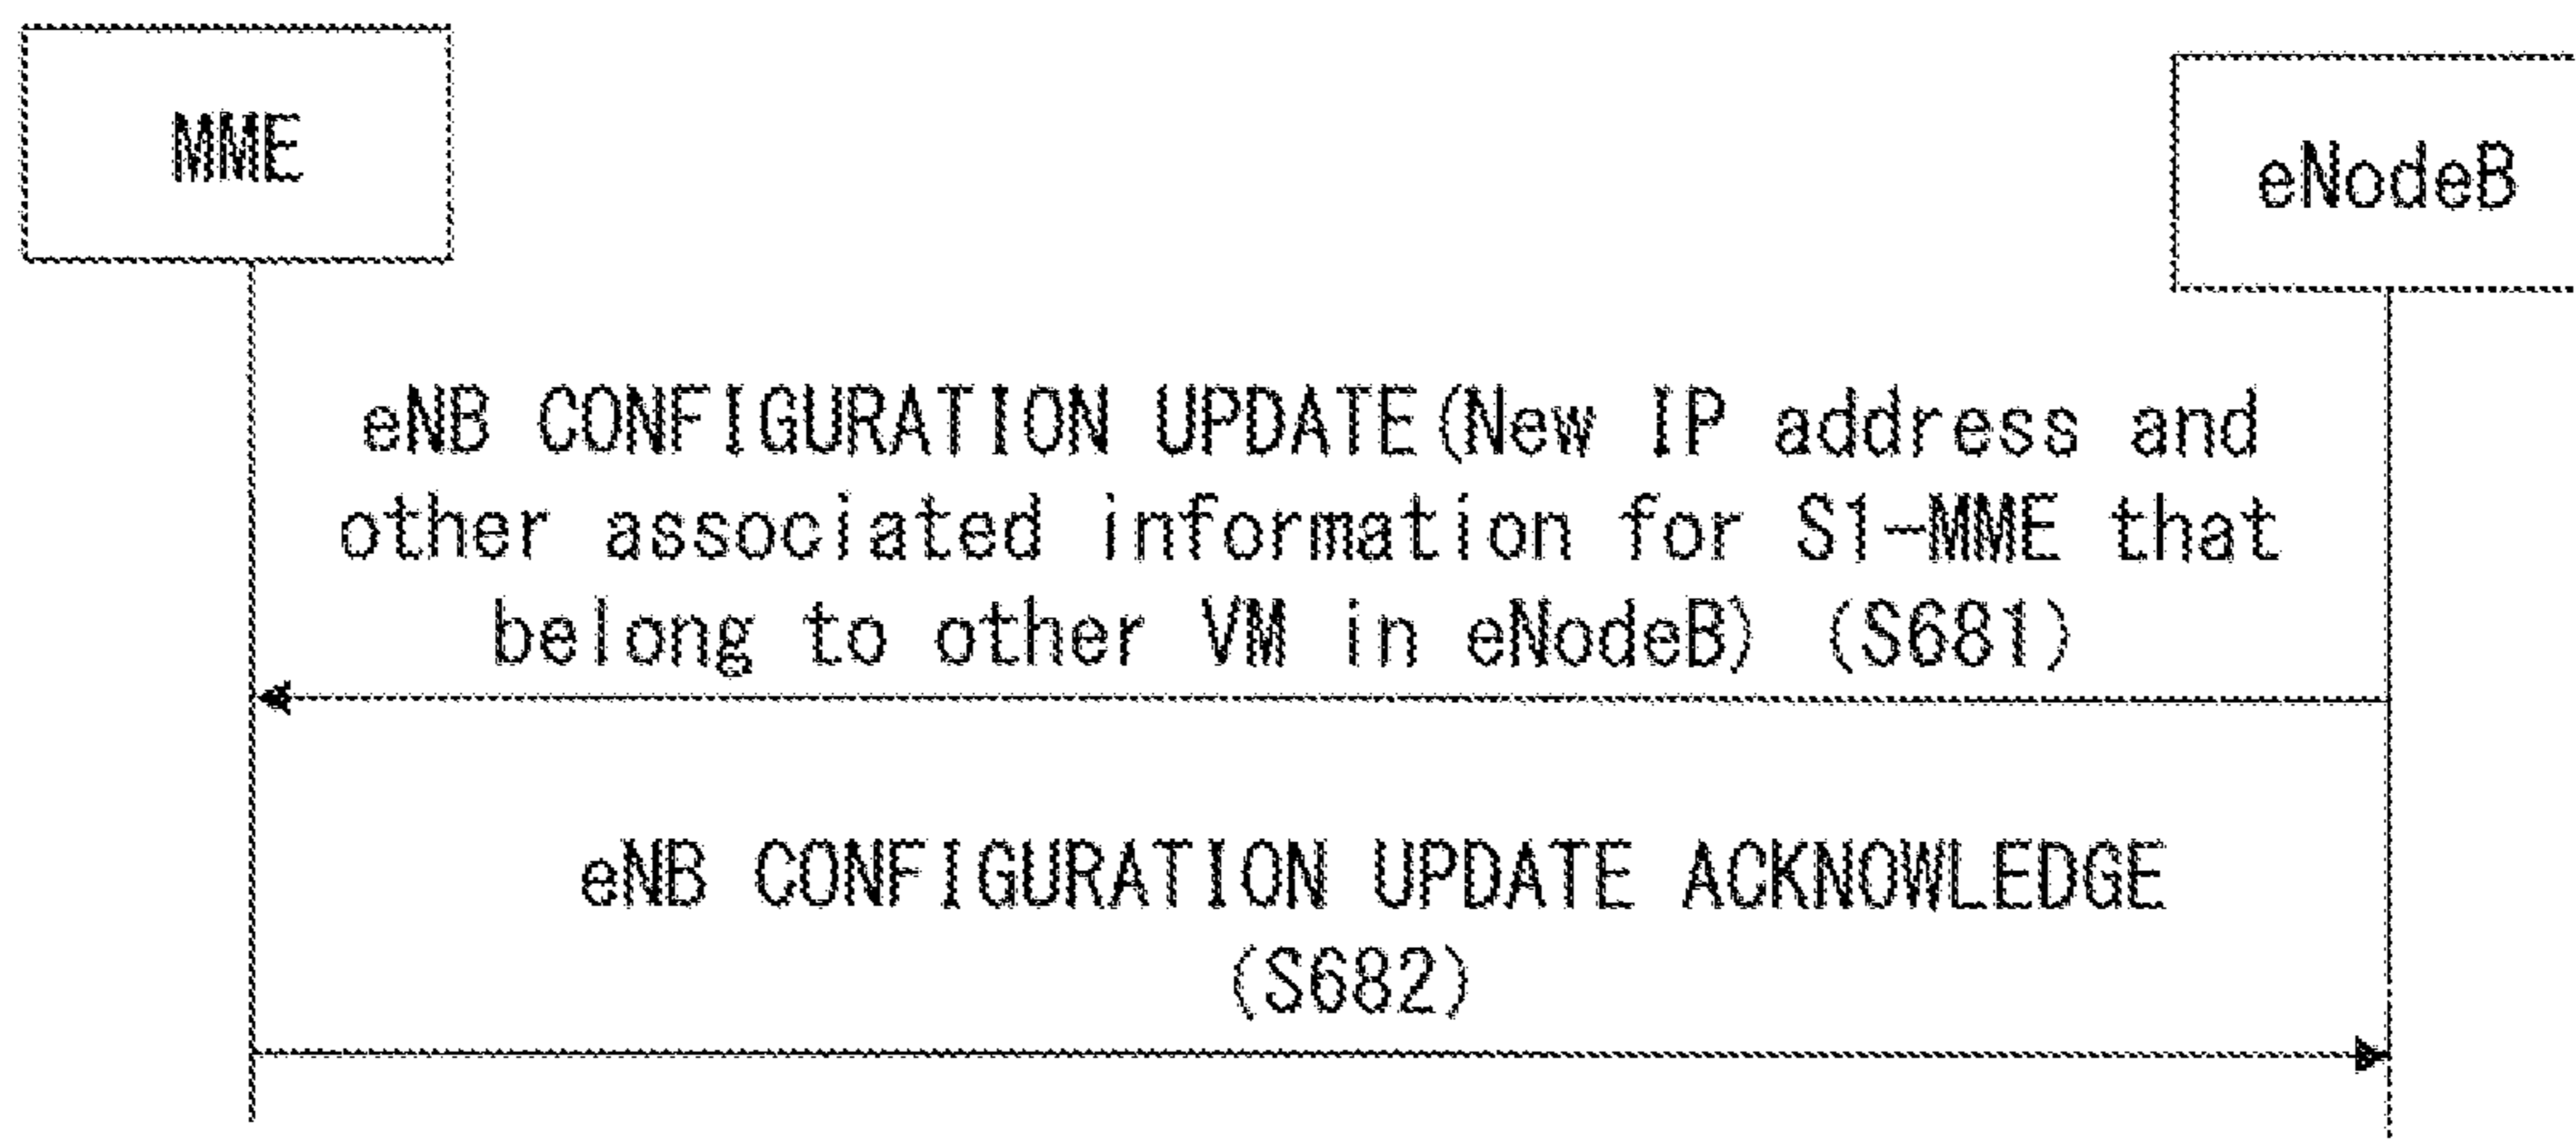 MME
eNodeB
eNB CONFIGURATION UPDATE(New IP address and
other associated information for S1-MME that
belong to other VM in eNodeB) (S681)
eNB CONFIGURATION UPDATE ACKNOWLEDGE
(S682)